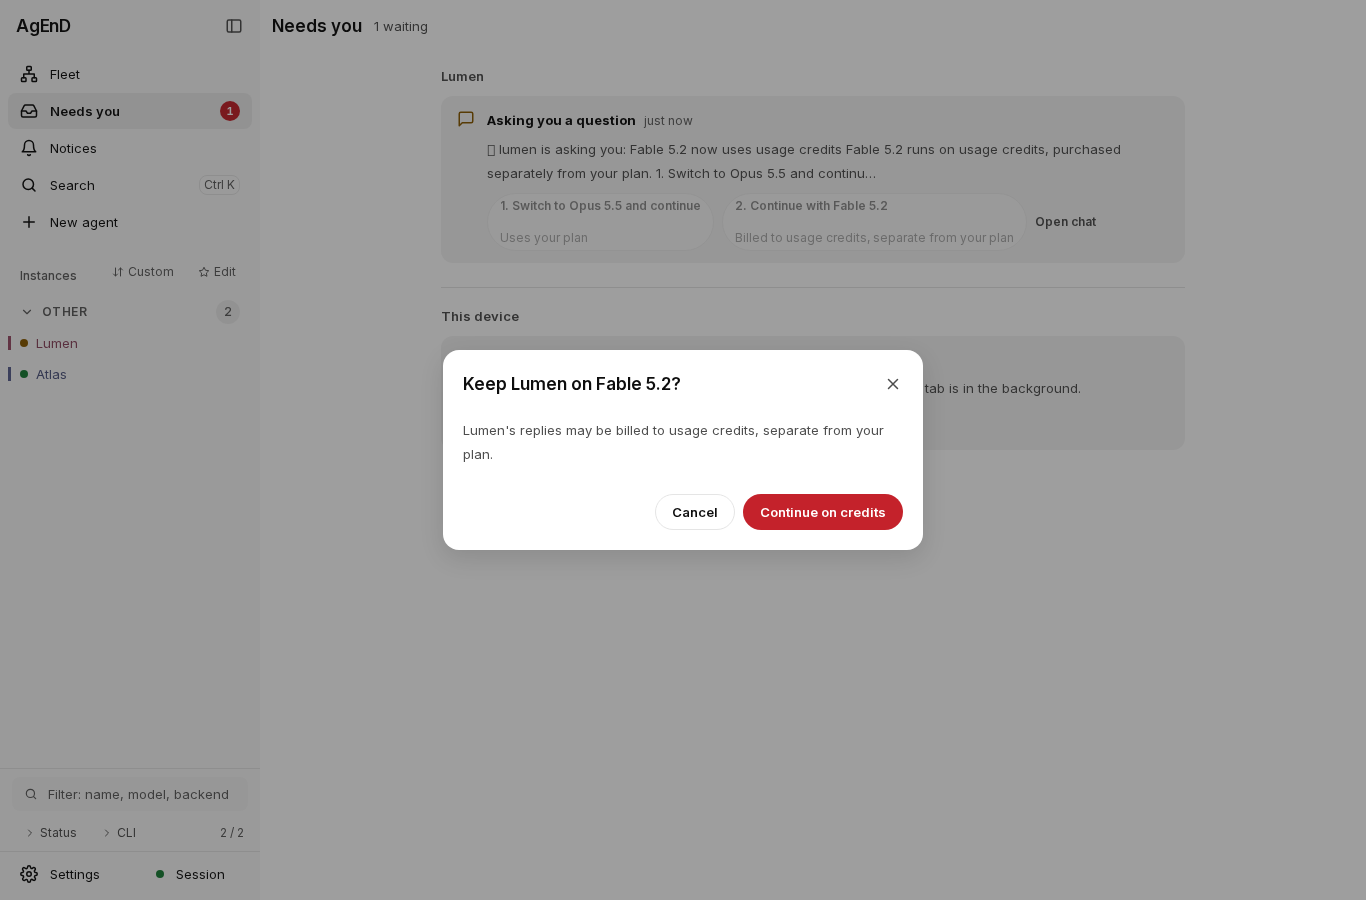 AgEnD
Fleet
Needs you
1
Notices
Search
Ctrl K
New agent
Instances
Custom
Edit
OTHER
2
Lumen
Atlas
Filter: name, model, backend
Status
CLI
2 / 2
Settings
Session
Needs you
1 waiting
Lumen
Asking you a question
just now
lumen is asking you: Fable 5.2 now uses usage credits Fable 5.2 runs on usage credits, purchased
separately from your plan. 1. Switch to Opus 5.5 and continu…
1. Switch to Opus 5.5 and continue
Uses your plan
2. Continue with Fable 5.2
Billed to usage credits, separate from your plan
Open chat
This device
tab is in the background.
Keep Lumen on Fable 5.2?
Lumen's replies may be billed to usage credits, separate from your
plan.
Cancel
Continue on credits